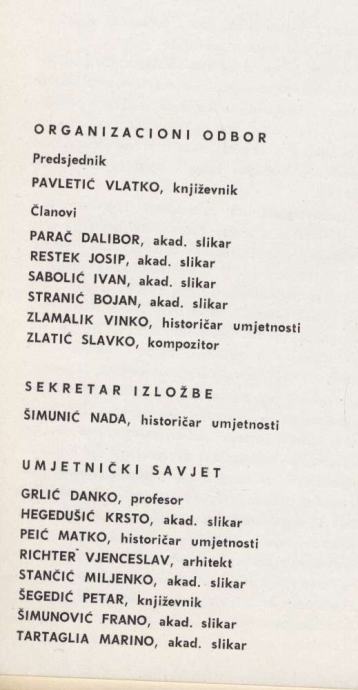 ORGANIZACIONI ODBOR
Predsjednik
PAVLETIĆ VLATKO, književnik
Članovi
PARAČ DALIBOR, akad. slikar
RESTEK JOSIP, akad. slikar
SABOLIĆ IVAN, akad. slikar
STRANIĆ BOJAN, akad. slikar
ZLAMALIK VINKO, historičar umjetnosti
ZLATIĆ SLAVKO, kompozitor
SEKRETAR IZLOŽBE
ŠIMUNIĆ NADA, historičar umjetnosti
UMJETNIČKI SAVJET
GRLIĆ DANKO, profesor
HEGEDUŠIĆ KRSTO, akad. slikar
PEIĆ MATKO, historičar umjetnosti
RICHTER VJENCESLAV, arhitekt
STANČIĆ MILJENKO, akad. slikar
ŠEGEDIĆ PETAR, književnik
ŠIMUNOVIĆ FRANO, akad. slikar
TARTAGLIA MARINO, akad. slikar